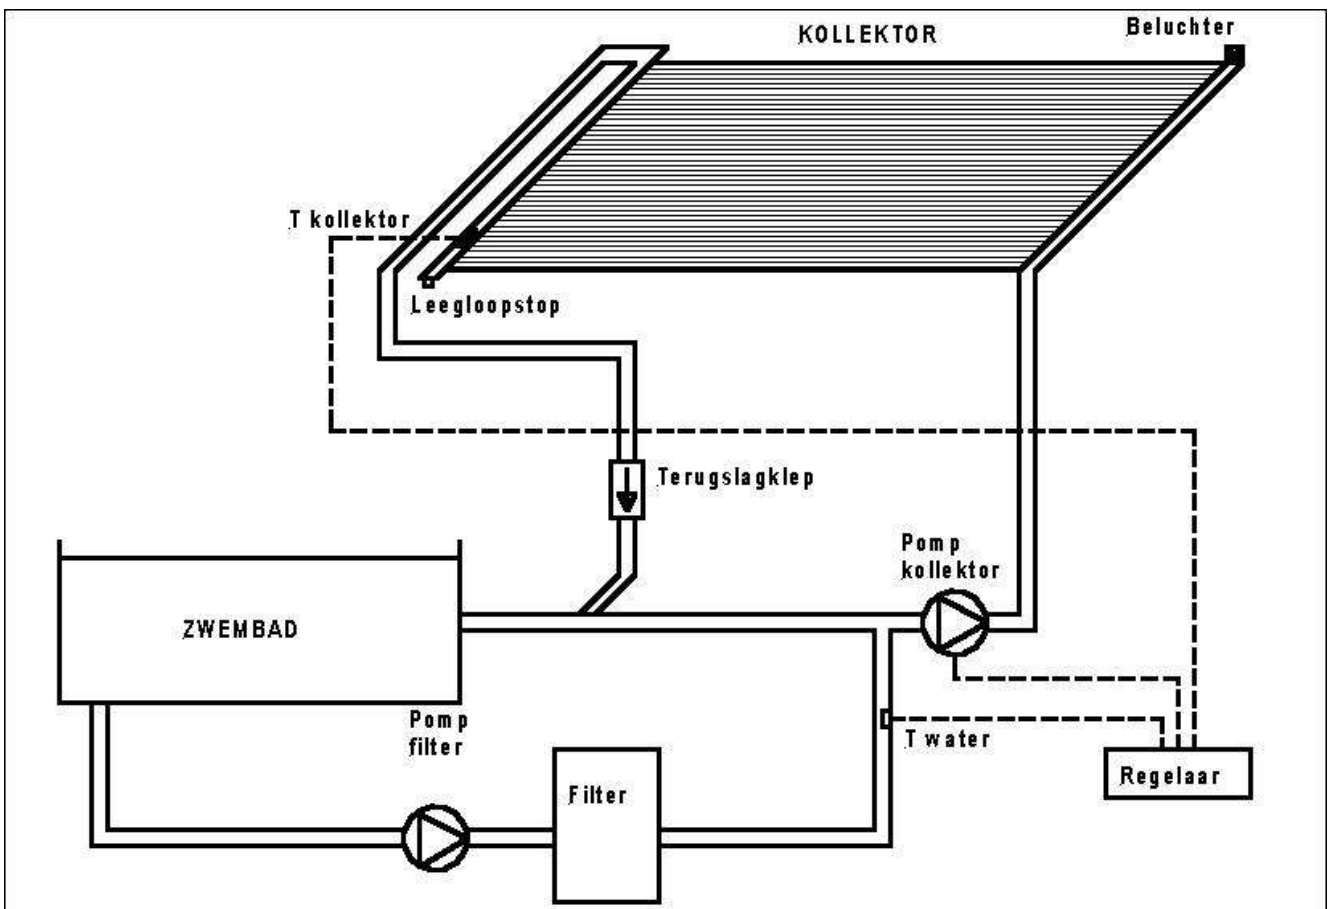 KOLLEKTOR
Beluchter
T kollektor
Leegloopstop
Terugslagklep
Pomp
kollektor
ZWEMBAD
Pomp
filter
T water
Filter
Regelaar